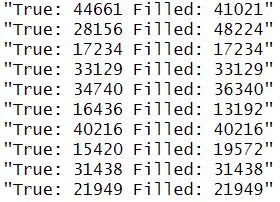 "True: 44661 Filled: 41021"
"True: 28156 Filled: 48224"
"True: 17234 Filled: 17234"
"True: 33129 Filled: 33129"
"True: 34740 Filled: 36340"
"True: 16436 Filled: 13192"
"True: 40216 Filled: 40216"
"True: 15420 Filled: 19572"
"True: 31438 Filled: 31438"
"True: 21949 Filled: 21949"